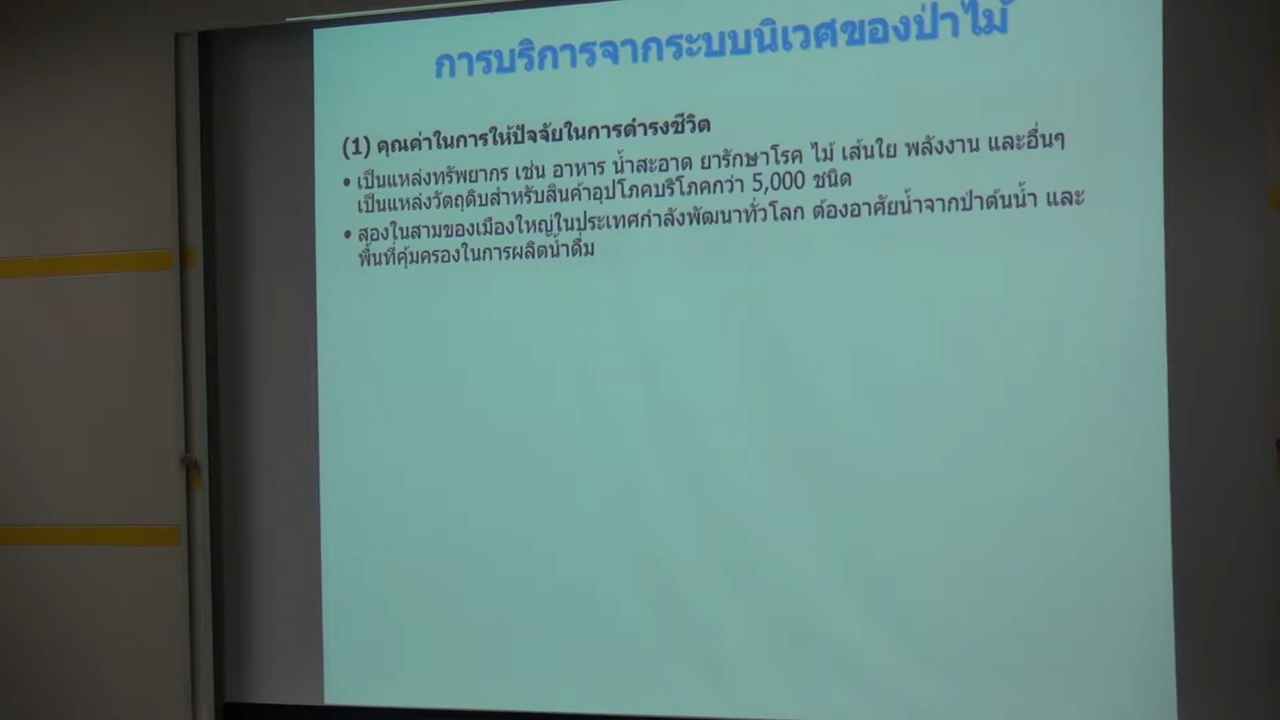 การบริการจากระบบนิเวศของป่าไม้
(1) คุณค่าในการให้ปัจจัยในการดำรงชีวิต
• เป็นแหล่งทรัพยากร เช่น อาหาร น้ำสะอาด ยารักษาโรค ไม้ เส้นใย พลังงาน และอื่นๆ
เป็นแหล่งวัตถุดิบสำหรับสินค้าอุปโภคบริโภคกว่า 5,000 ชนิด
• สองในสามของเมืองใหญ่ในประเทศกำลังพัฒนาทั่วโลก ต้องอาศัยน้ำจากป่าต้นน้ำ และ
พื้นที่คุ้มครองในการผลิตน้ำดื่ม